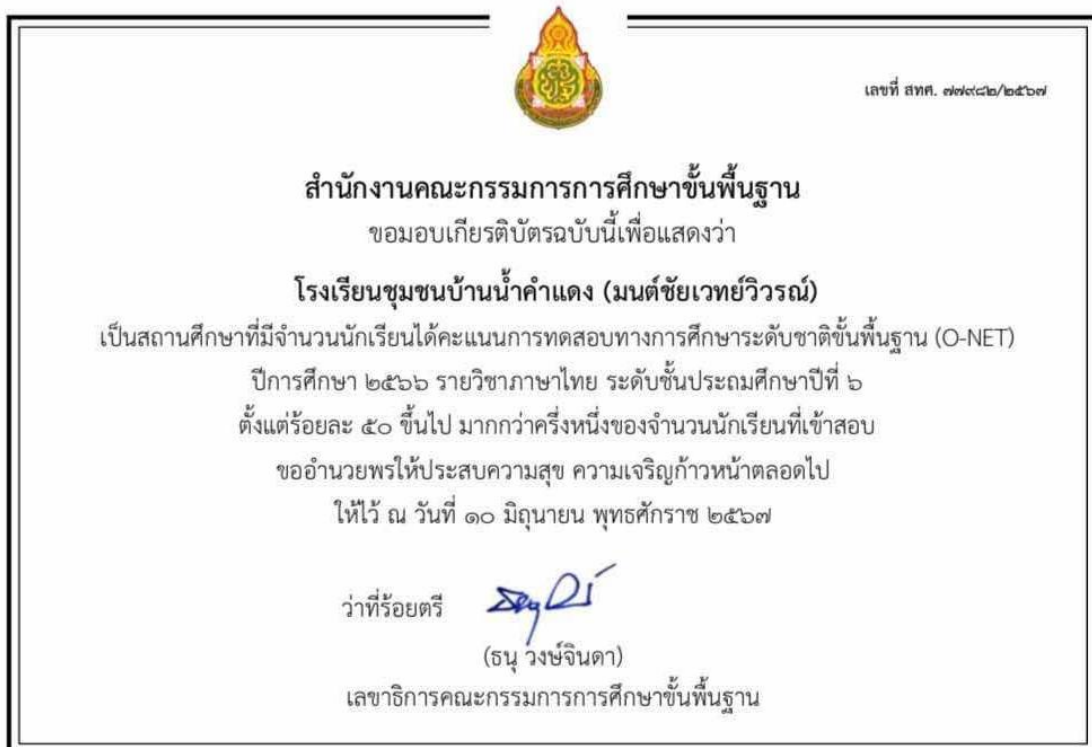 เลขที่ สทศ. ๗๗๙๘๒/๒๕๖๗
สำนักงานคณะกรรมการการศึกษาขั้นพื้นฐาน
ขอมอบเกียรติบัตรฉบับนี้เพื่อแสดงว่า
โรงเรียนชุมชนบ้านน้ำคำแดง (มนต์ชัยเวทย์วิวรณ์)
เป็นสถานศึกษาที่มีจำนวนนักเรียนได้คะแนนการทดสอบทางการศึกษาระดับชาติขั้นพื้นฐาน (O-NET)
ปีการศึกษา ๒๕๖๖ รายวิชาภาษาไทย ระดับชั้นประถมศึกษาปีที่ ๖
ตั้งแต่ร้อยละ ๕๐ ขึ้นไป มากกว่าครึ่งหนึ่งของจำนวนนักเรียนที่เข้าสอบ
ขออำนวยพรให้ประสบความสุข ความเจริญก้าวหน้าตลอดไป
ให้ไว้ ณ วันที่ ๑๐ มิถุนายน พุทธศักราช ๒๕๖๗
ว่าที่ร้อยตรี
(ธนุ วงษ์จินดา)
เลขาธิการคณะกรรมการการศึกษาขั้นพื้นฐาน